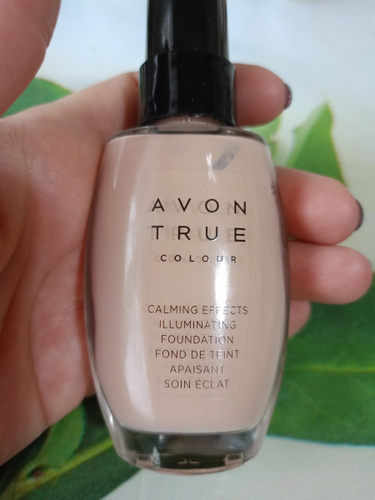 AVON
TRUE
COLOUR
CALMING EFFECTS
ILLUMINATING
FOUNDATION
FOND DE TEINT
APAISANT
SOIN ÉCLAT